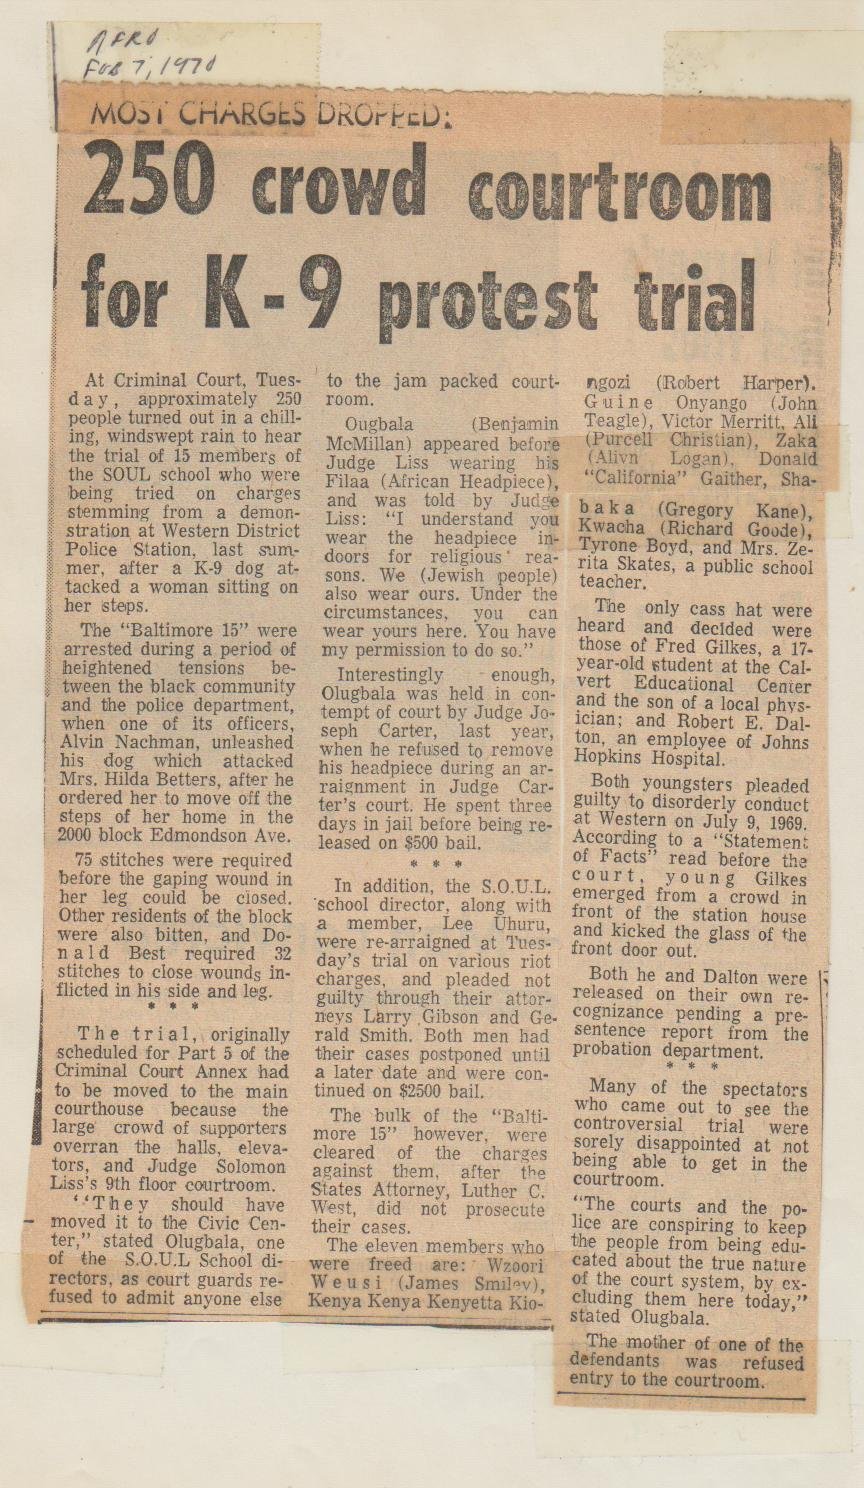 AFRO
FEB 7, 1970
MOST CHARGES DROPPED:
250 crowd courtroom
for K-9 protest trial
At Criminal Court, Tues-
day, approximately 250
people turned out in a chill-
ing, windswept rain to hear
the trial of 15 members of
the SOUL school who were
being tried on charges
stemming from a demon-
stration at Western District
Police Station, last sum-
mer, after a K-9 dog at-
tacked a woman sitting on
her steps.
The "Baltimore 15" were
arrested during a period of
heightened tensions be-
tween the black community
and the police department,
when one of its officers,
Alvin Nachman, unleashed
his dog which attacked
Mrs. Hilda Betters, after he
ordered her to move off the
steps of her home in the
2000 block Edmondson Ave.
75 stitches were required
before the gaping wound in
her leg could be closed.
Other residents of the block
were also bitten, and Do-
nald Best required 32
stitches to close wounds in-
flicted in his side and leg.
* * *
The trial, originally
scheduled for Part 5 of the
Criminal Court Annex had
to be moved to the main
courthouse because the
large crowd of supporters
overran the halls, eleva-
tors, and Judge Solomon
Liss's 9th floor courtroom.
"They should have
moved it to the Civic Cen-
ter," stated Olugbala, one
of the S.O.U.L School di-
rectors, as court guards re-
fused to admit anyone else
to the jam packed court-
room.
Ougbala (Benjamin
McMillan) appeared before
Judge Liss wearing his
Filaa (African Headpiece),
and was told by Judge
Liss: "I understand you
wear the headpiece in-
doors for religious rea-
sons. We (Jewish people)
also wear ours. Under the
circumstances, you can
wear yours here. You have
my permission to do so."
Interestingly enough,
Olugbala was held in con-
tempt of court by Judge Jo-
seph Carter, last year,
when he refused to remove
his headpiece during an ar-
raignment in Judge Car-
ter's court. He spent three
days in jail before being re-
leased on $500 bail.
* * *
In addition, the S.O.U.L.
school director, along with
a member, Lee Uhuru,
were re-arraigned at Tues-
day's trial on various riot
charges, and pleaded not
guilty through their attor-
neys Larry Gibson and Ge-
rald Smith. Both men had
their cases postponed until
a later date and were con-
tinued on $2500 bail.
The bulk of the "Balti-
more 15" however, were
cleared of the charges
against them, after the
States Attorney, Luther C.
West, did not prosecute
their cases.
The eleven members who
were freed are: Wzoori
Weusi (James Smiley),
Kenya Kenya Kenyetta Kio-
ngozi (Robert Harper).
Guine Onyango (John
Teagle), Victor Merritt, Ali
(Purcell Christian), Zaka
(Alivn Logan), Donald
"California" Gaither, Sha-
baka (Gregory Kane),
Kwacha (Richard Goode),
Tyrone Boyd, and Mrs. Ze-
rita Skates, a public school
teacher.
The only cass hat were
heard and decided were
those of Fred Gilkes, a 17-
year-old student at the Cal-
vert Educational Center
and the son of a local phys-
ician; and Robert E. Dal-
ton, an employee of Johns
Hopkins Hospital.
Both youngsters pleaded
guilty to disorderly conduct
at Western on July 9, 1969.
According to a "Statement
of Facts" read before the
court, young Gilkes
emerged from a crowd in
front of the station house
and kicked the glass of the
front door out.
Both he and Dalton were
released on their own re-
cognizance pending a pre-
sentence report from the
probation department.
* * *
Many of the spectators
who came out to see the
controversial trial were
sorely disappointed at not
being able to get in the
courtroom.
"The courts and the po-
lice are conspiring to keep
the people from being edu-
cated about the true nature
of the court system, by ex-
cluding them here today,"
stated Olugbala.
The mother of one of the
defendants was refused
entry to the courtroom.